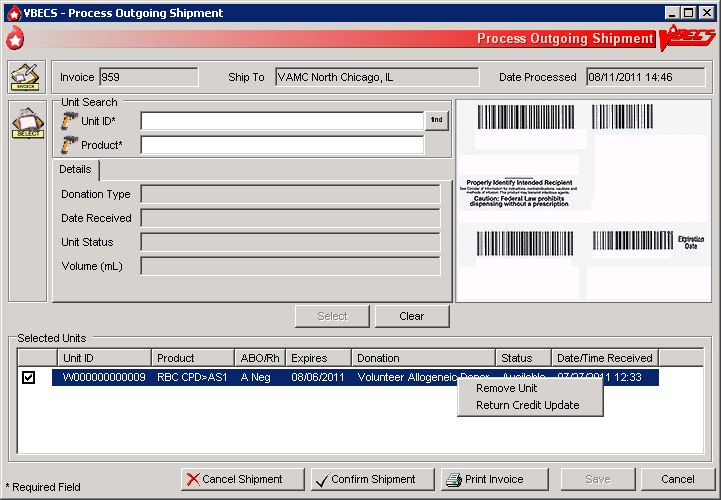 VBECS - Process Outgoing Shipment
Process Outgoing Shipment VBECS
INVOICE
Invoice 959 Ship To VAMC North Chicago, IL Date Processed 08/11/2011 14:46
SELECT
Unit Search
Unit ID*
Product*
Details
Donation Type
Date Received
Unit Status
Volume (mL)
Properly Identify Intended Recipient
See Circular of Information for indications, contraindications, cautions and
methods of infusion. This product may transmit infectious agents.
Caution: Federal Law prohibits
dispensing without a prescription
Expiration
Date
Select Clear
Selected Units
Unit ID Product ABO/Rh Expires Donation Status Date/Time Received
W000000000009 RBC CPD>AS1 A Neg 08/06/2011 Volunteer Allogeneic Donor Available 07/27/2011 12:33
Remove Unit
Return Credit Update
* Required Field
Cancel Shipment Confirm Shipment Print Invoice Save Cancel